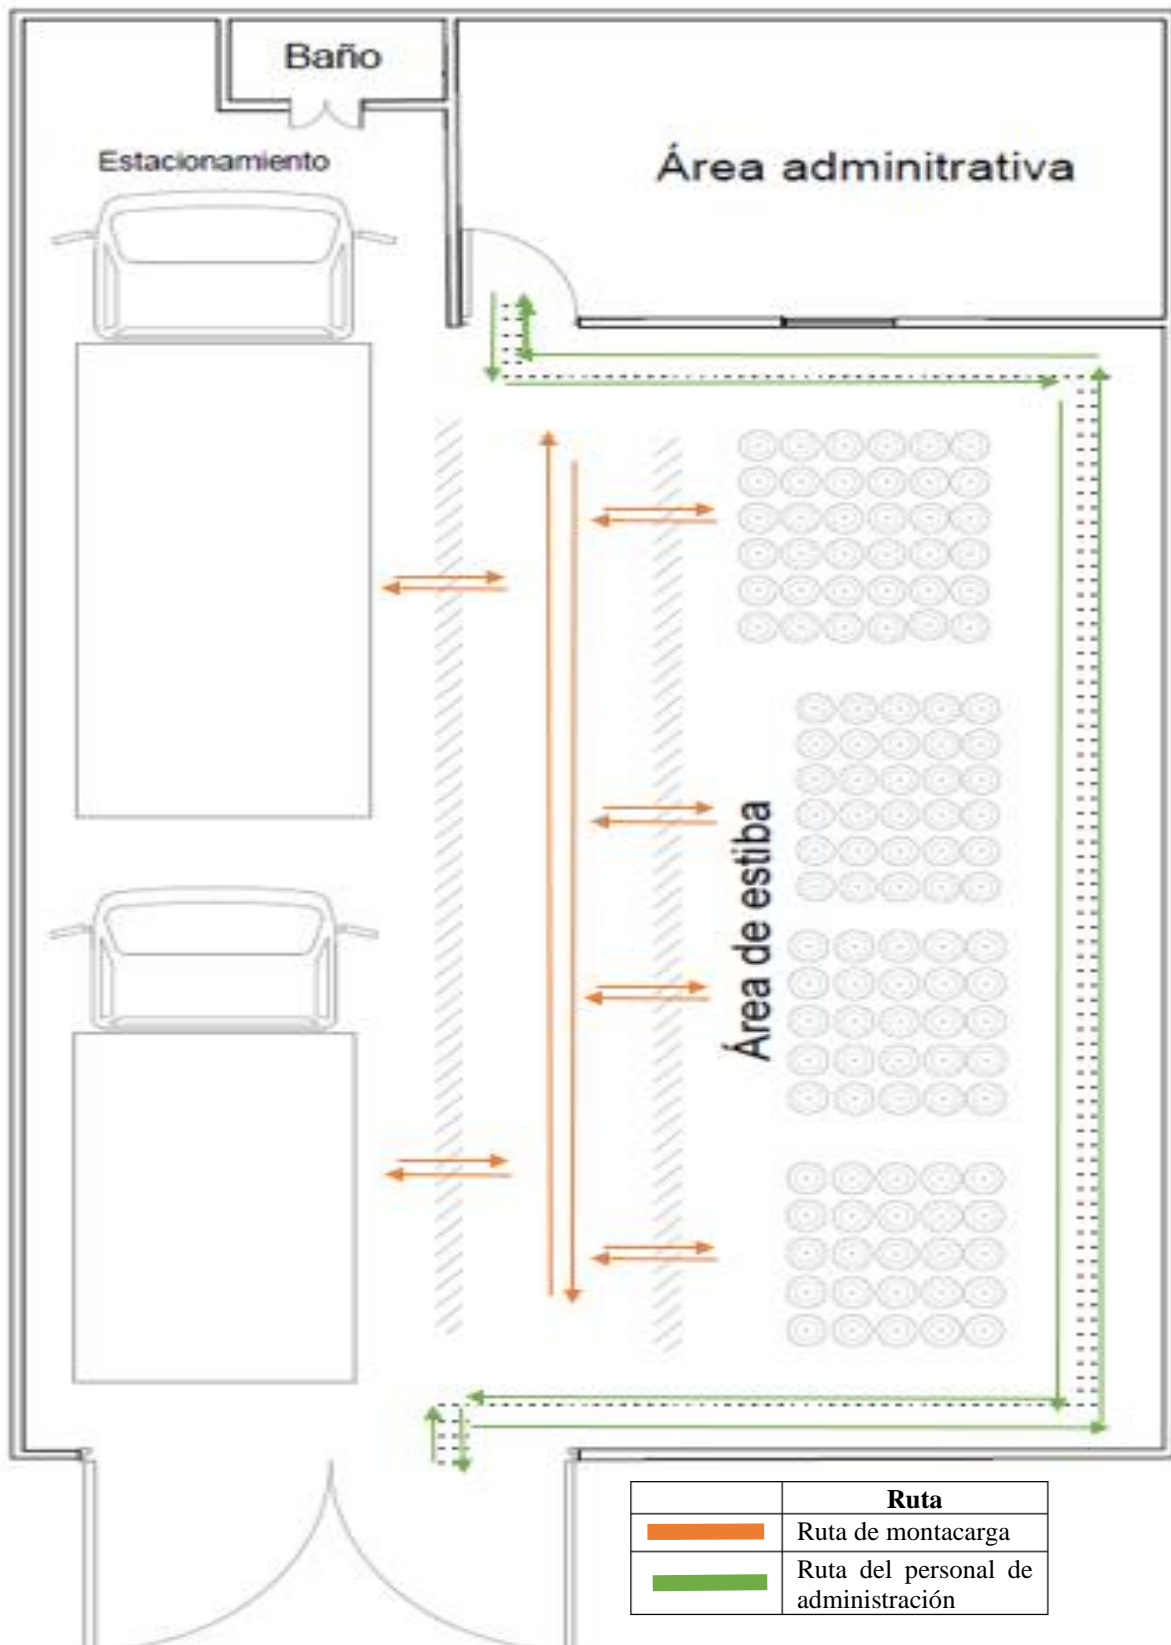 Baño
Estacionamiento
Área adminitrativa
Área de estiba
Ruta
Ruta de montacarga
Ruta del personal de
administración